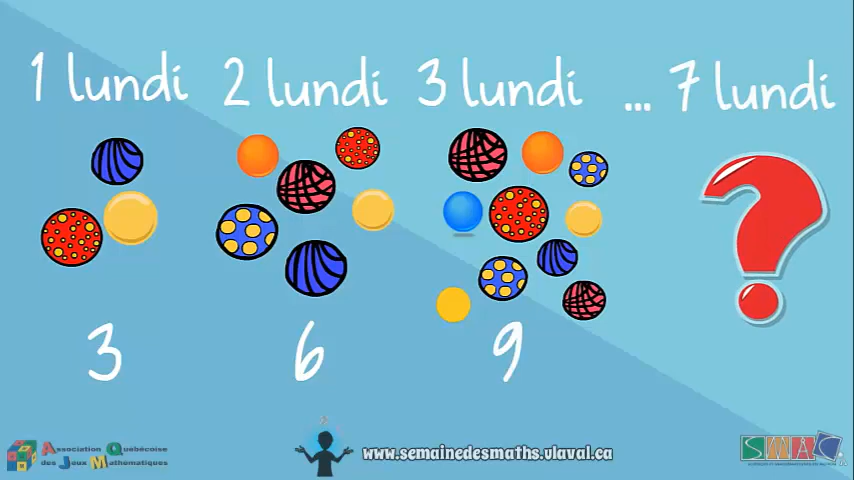 1 lundi 2 lundi 3 lundi ... 7 lundi
?
3 6 9
Association Québécoise
des Jeux Mathématiques
www.semainedesmaths.ulaval.ca
SMAC